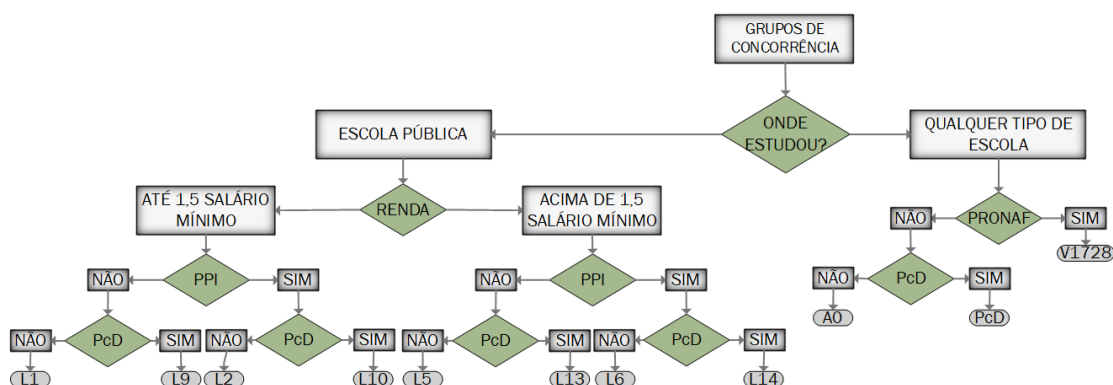 GRUPOS DE
CONCORRÊNCIA
ONDE
ESTUDOU?
ESCOLA PÚBLICA
QUALQUER TIPO DE
ESCOLA
ATÉ 1,5 SALÁRIO
MÍNIMO
RENDA
ACIMA DE 1,5
SALÁRIO MÍNIMO
NÃO
PRONAF
SIM
V1728
NÃO
PPI
SIM
NÃO
PPI
SIM
NÃO
PcD
SIM
A0
PcD
NÃO
PcD
SIM
NÃO
PcD
SIM
NÃO
PcD
SIM
NÃO
PcD
SIM
L1
L9
L2
L10
L5
L13
L6
L14